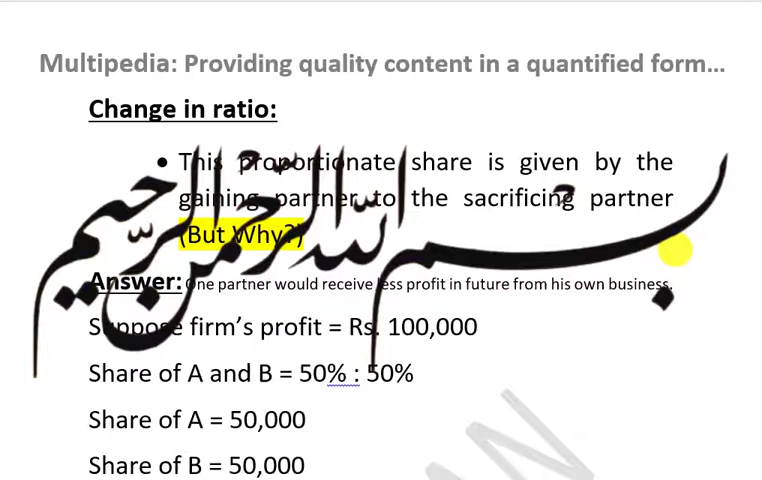 Multipedia: Providing quality content in a quantified form...
Change in ratio:
• This proportionate share is given by the
gaining partner to the sacrificing partner
(But Why?)
Answer: One partner would receive less profit in future from his own business.
Suppose firm's profit = Rs. 100,000
Share of A and B = 50% : 50%
Share of A = 50,000
Share of B = 50,000
بسم الله الرحمن الرحيم